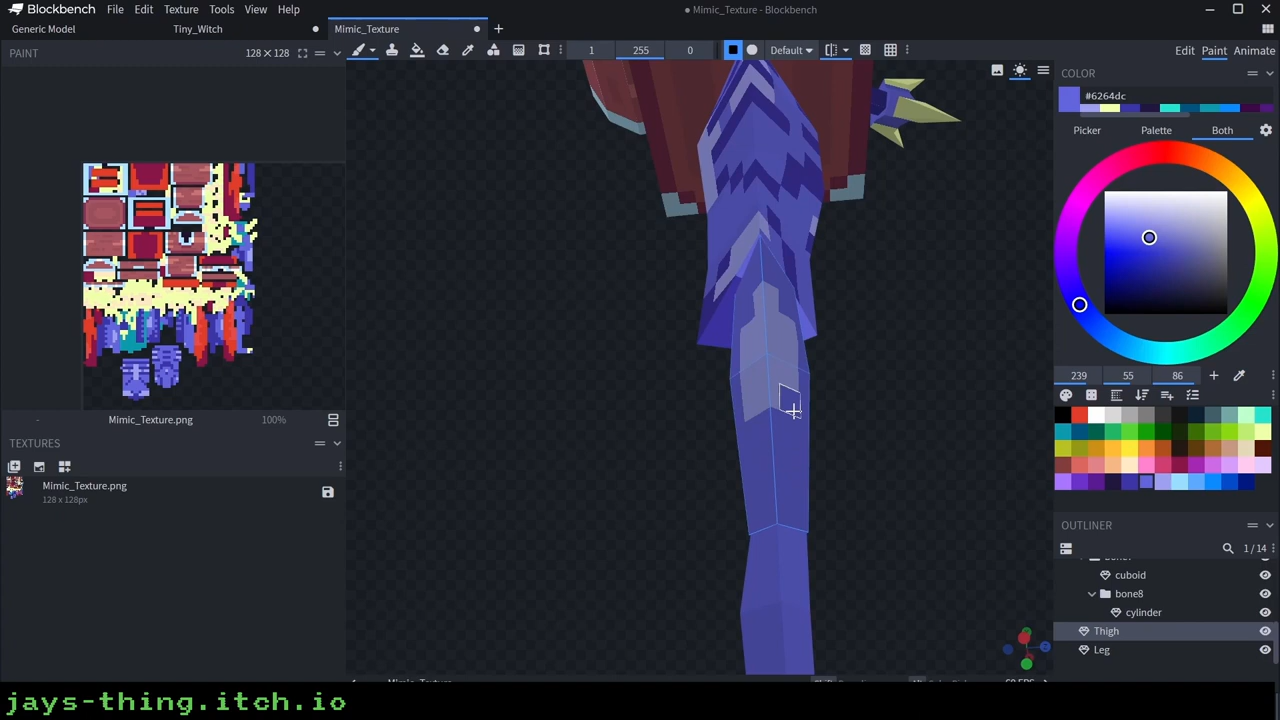 Blockbench File Edit Texture Tools View Help
● Mimic_Texture - Blockbench
Generic Model Tiny_Witch Mimic_Texture
PAINT 128×128
1 255 0 Default
Edit Paint Animate
COLOR
#6264dc
Picker Palette Both
239 55 86
- Mimic_Texture.png 100%
TEXTURES
Mimic_Texture.png
128 x 128px
OUTLINER
1/14
cuboid
bone8
cylinder
Thigh
Leg
jays-thing.itch.io